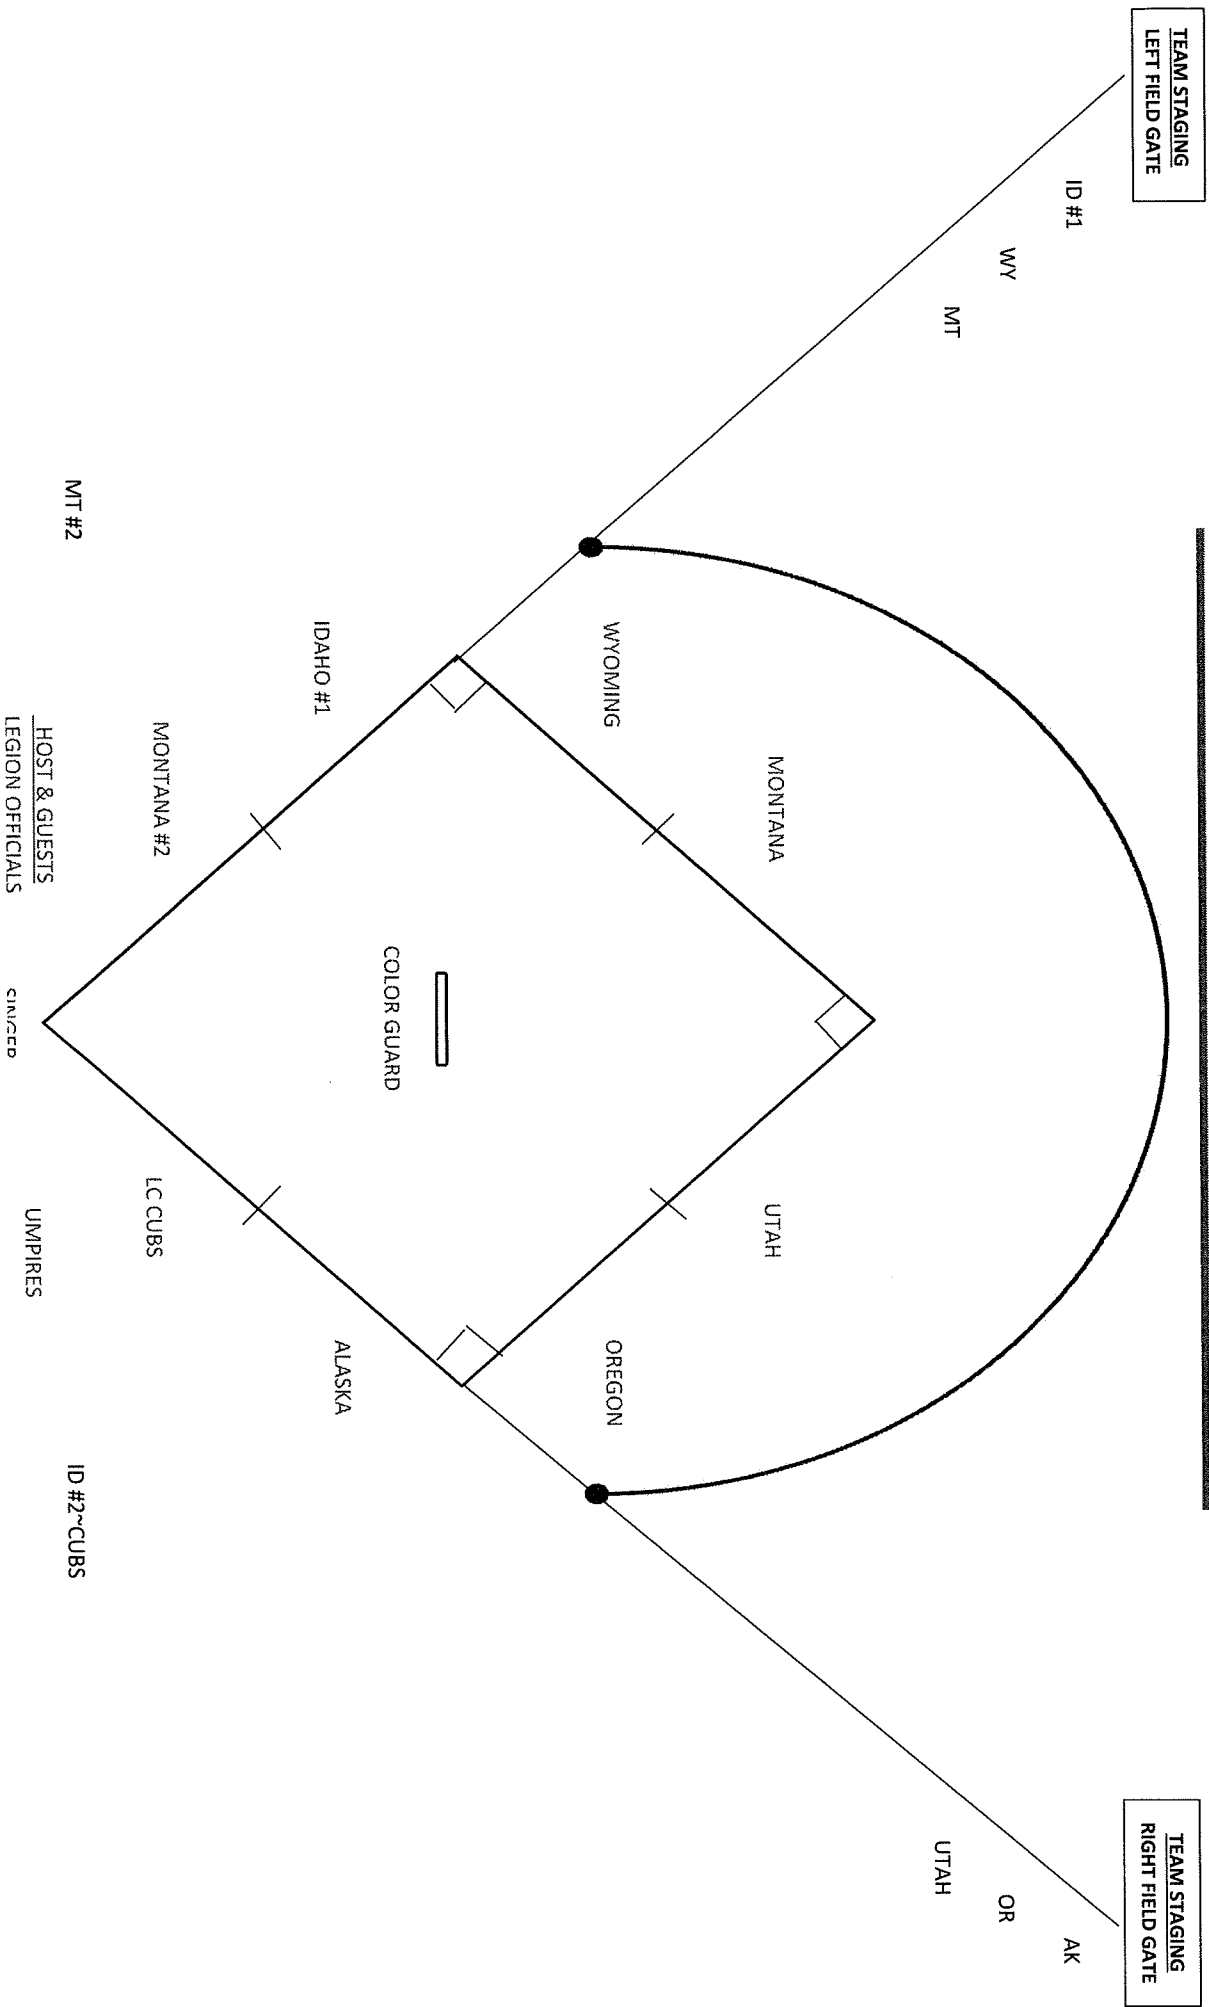 TEAM STAGING
LEFT FIELD GATE
TEAM STAGING
RIGHT FIELD GATE
ID #1
AK
WY
OR
MT
UTAH
MONTANA
UTAH
WYOMING
OREGON
COLOR GUARD
IDAHO #1
ALASKA
MONTANA #2
LC CUBS
MT #2
ID #2~CUBS
HOST & GUESTS
LEGION OFFICIALS
SINGER
UMPIRES